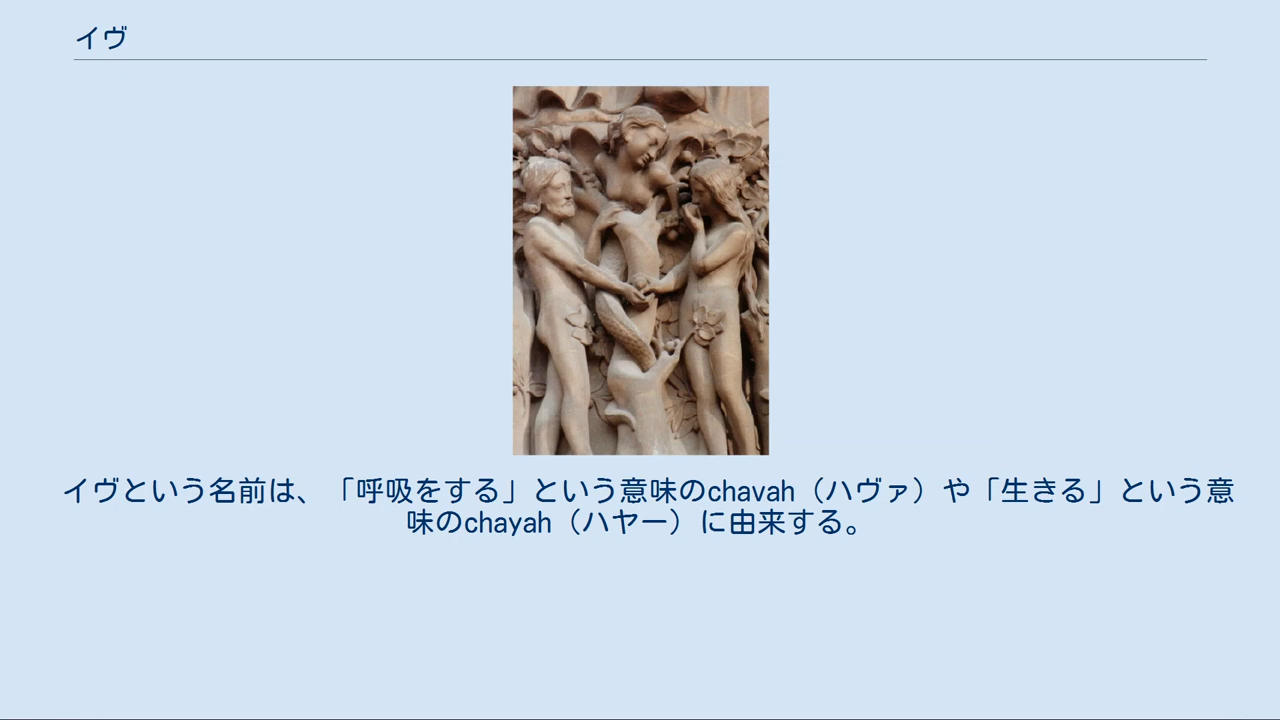 イヴ
イヴという名前は、「呼吸をする」という意味のchavah（ハヴァ）や「生きる」という意
味のchayah（ハヤー）に由来する。